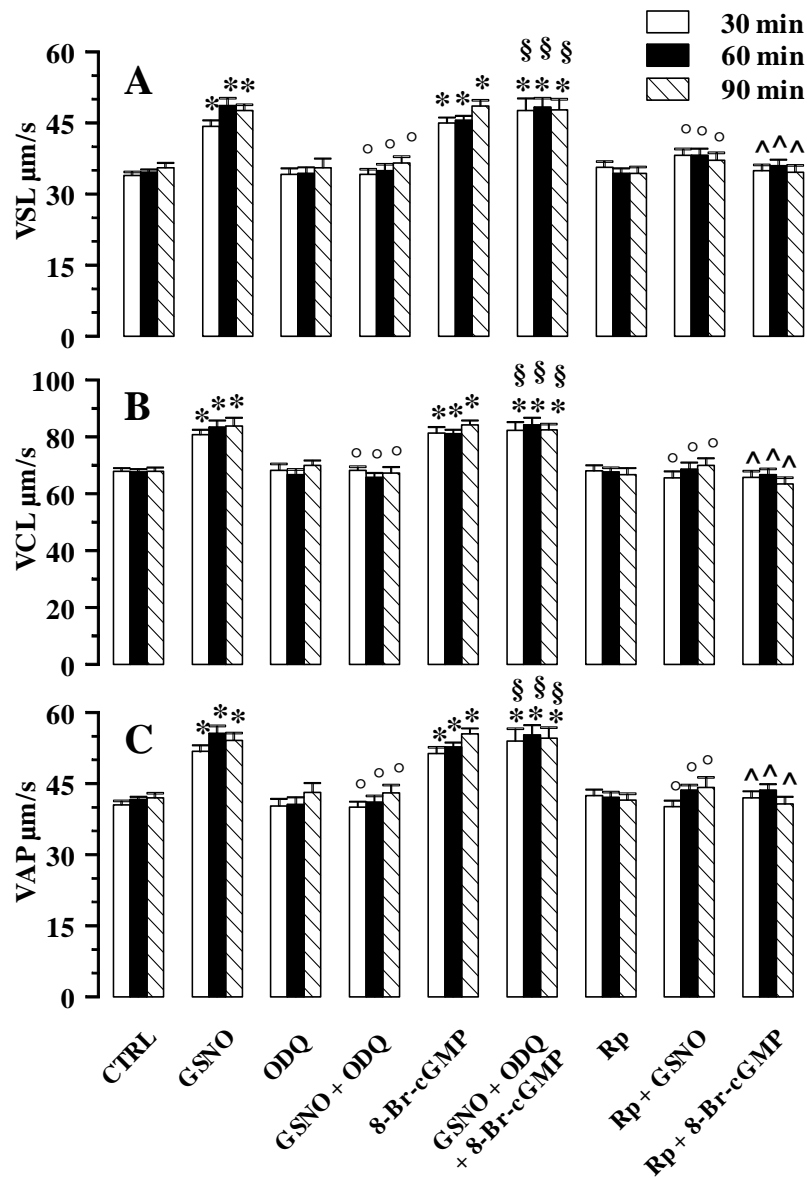 30 min
60 min
90 min
A
VSL µm/s
60
45
30
15
0
* ** ○ ○ ○ * * * § § § * * * ○ ○ ○ ^ ^ ^
B
VCL µm/s
100
80
60
40
20
0
* * * ○ ○ ○ * * * § § § * * * ○ ○ ○ ^ ^ ^
C
VAP µm/s
60
45
30
15
0
* * * ○ ○ ○ * * * § § § * * * ○ ○ ○ ^ ^ ^
CTRL
GSNO
ODQ
GSNO + ODQ
8-Br-cGMP
GSNO + ODQ
+ 8-Br-cGMP
Rp
Rp + GSNO
Rp + 8-Br-cGMP